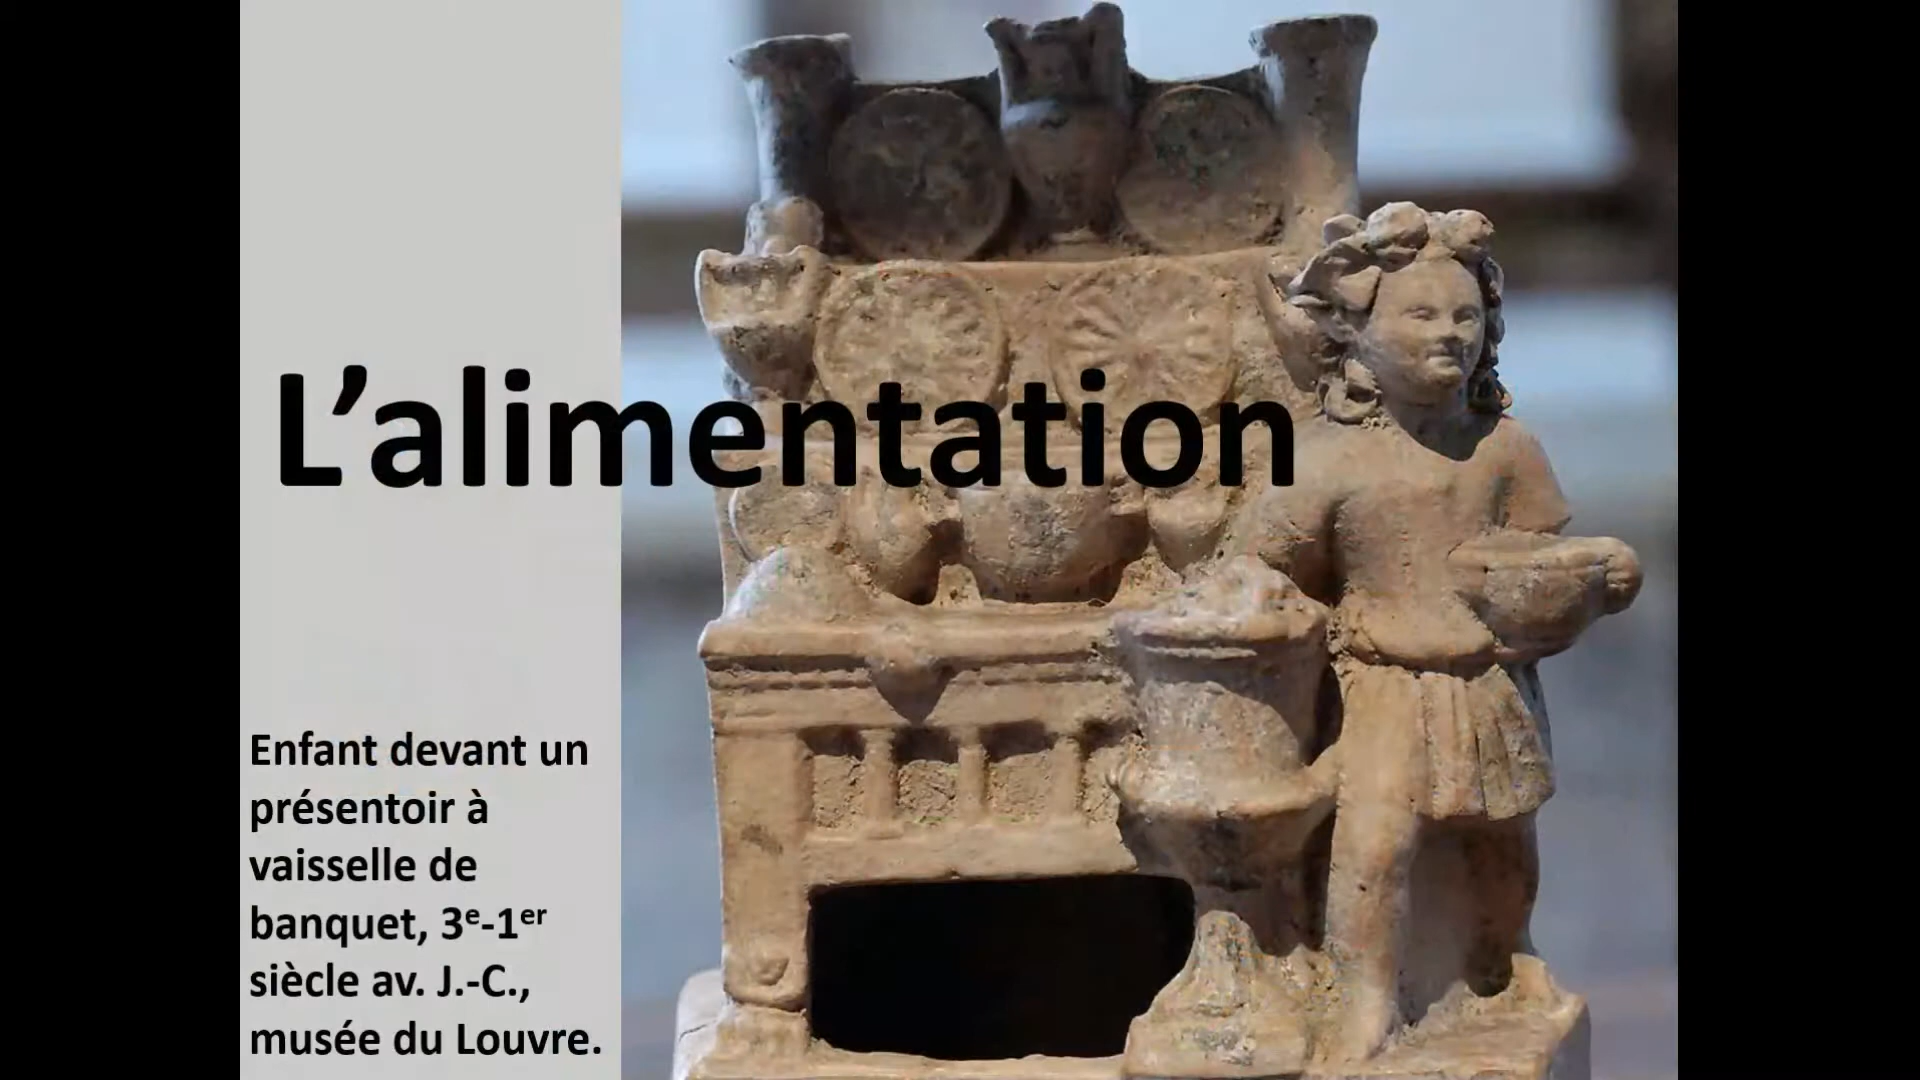 L’alimentation
Enfant devant un
présentoir à
vaisselle de
banquet, 3ᵉ-1ᵉʳ
siècle av. J.-C.,
musée du Louvre.